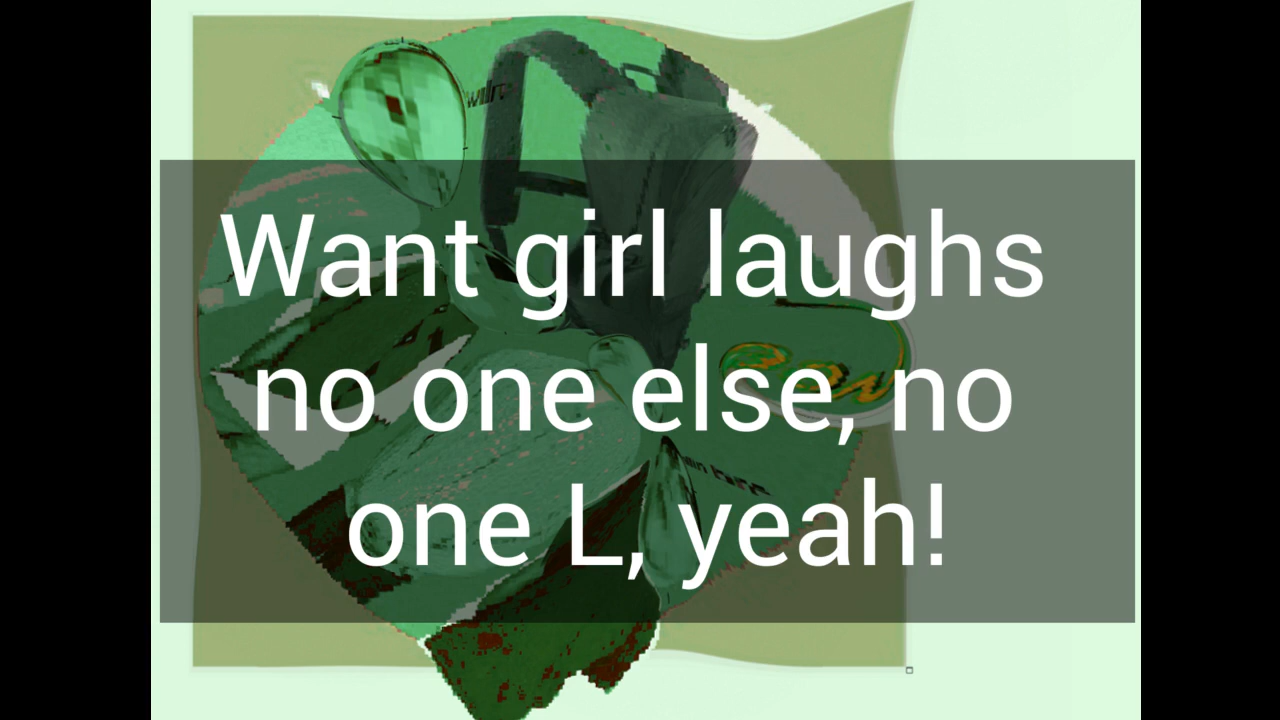 Want girl laughs
no one else, no
one L, yeah!